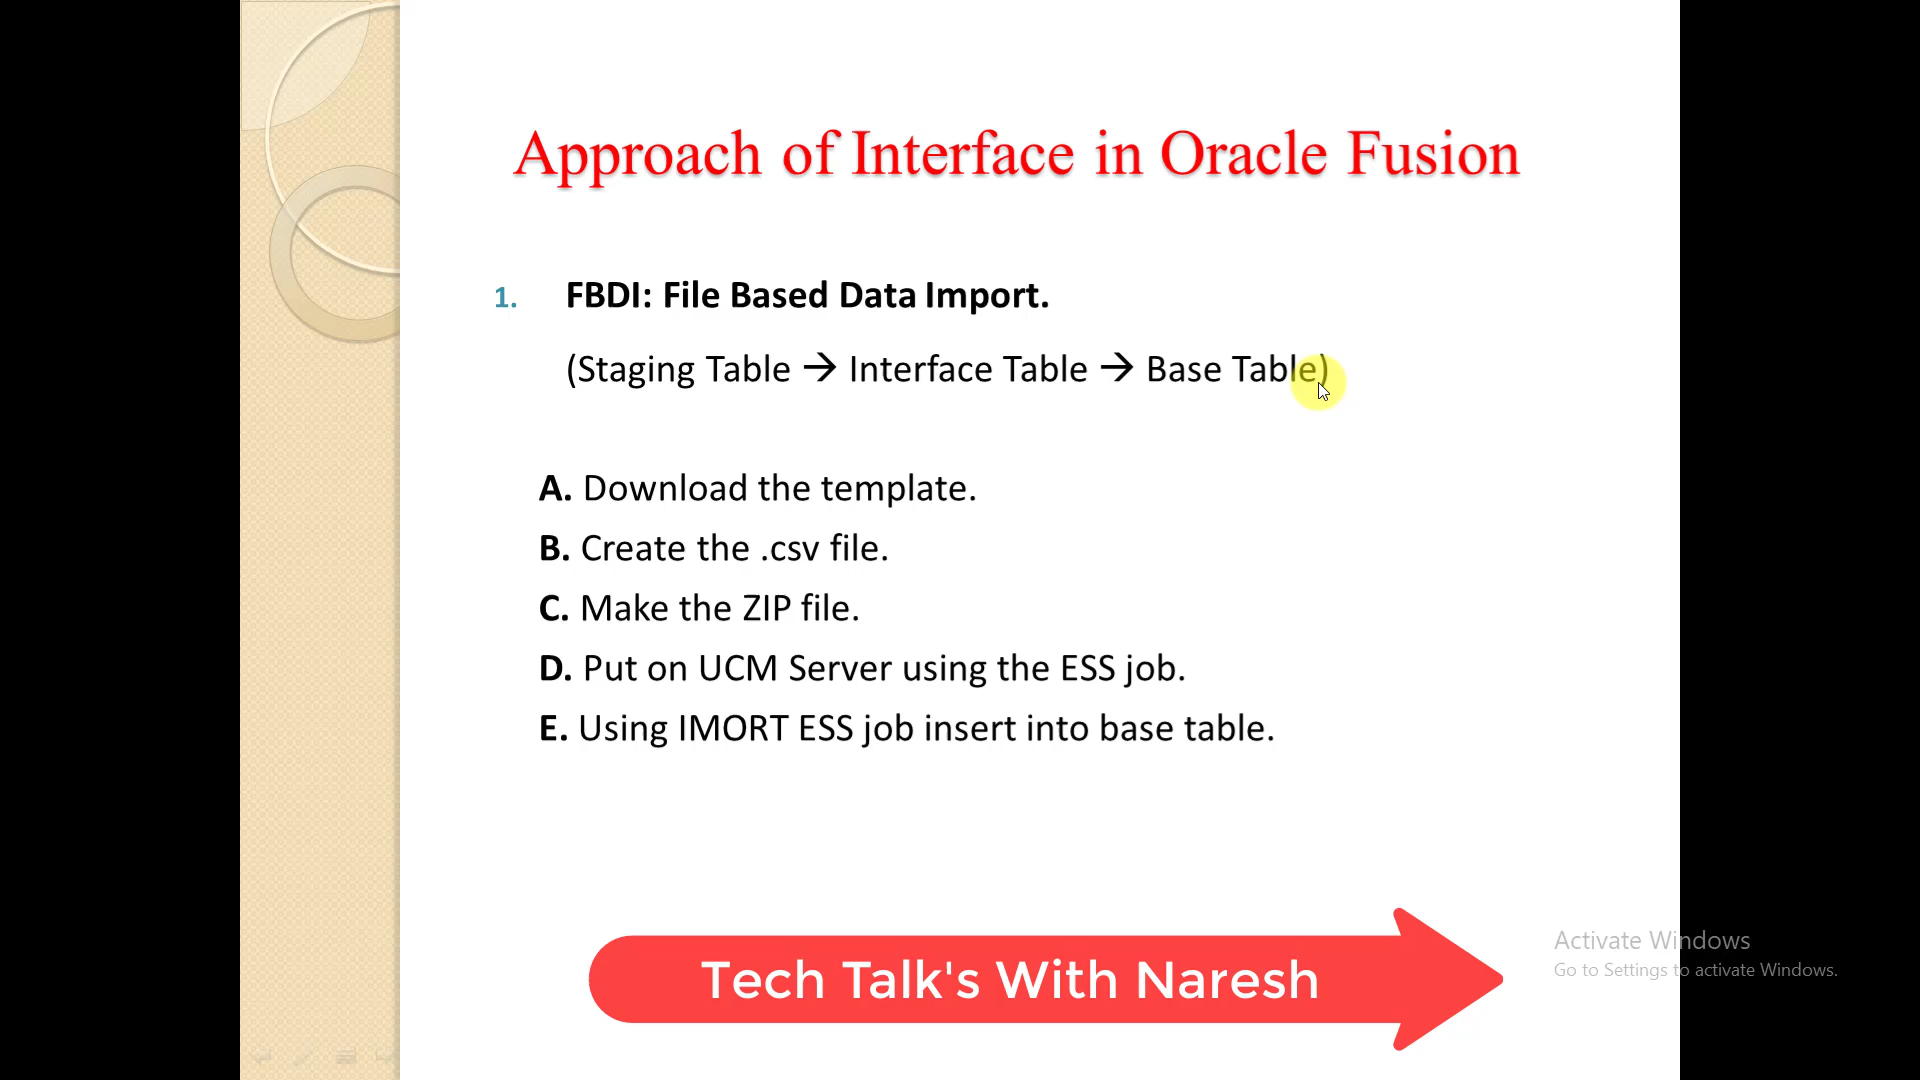 Approach of Interface in Oracle Fusion
1. FBDI: File Based Data Import.
(Staging Table → Interface Table → Base Table)
A. Download the template.
B. Create the .csv file.
C. Make the ZIP file.
D. Put on UCM Server using the ESS job.
E. Using IMORT ESS job insert into base table.
Tech Talk's With Naresh
Activate Windows
Go to Settings to activate Windows.